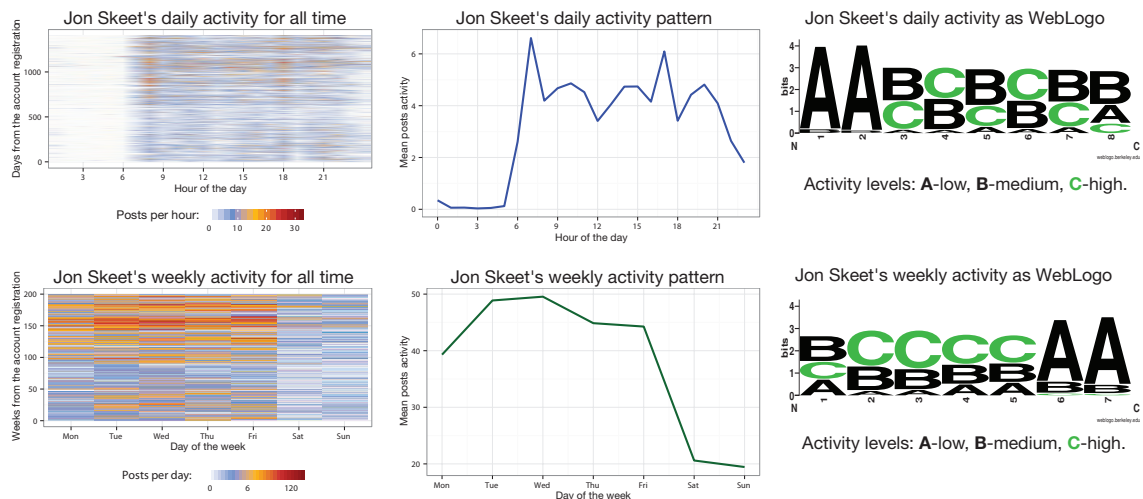 Jon Skeet's daily activity for all time
Days from the account registration
1000
500
0
3 6 9 12 15 18 21
Hour of the day
Posts per hour:
0 10 20 30
Jon Skeet's daily activity pattern
Mean posts activity
6
4
2
0
0 3 6 9 12 15 18 21
Hour of the day
Jon Skeet's daily activity as WebLogo
bits
4
3
2
1
0
A A B C B C B B
B C B C B C A
C
N 1 2 3 4 5 6 7 8 C
weblogo.berkeley.edu
Activity levels: A-low, B-medium, C-high.
Jon Skeet's weekly activity for all time
Weeks from the account registration
200
150
100
50
0
Mon Tue Wed Thu Fri Sat Sun
Day of the week
Posts per day:
0 6 120
Jon Skeet's weekly activity pattern
Mean posts activity
50
40
30
20
Mon Tue Wed Thu Fri Sat Sun
Day of the week
Jon Skeet's weekly activity as WebLogo
bits
4
3
2
1
0
B C C C C A A
C B B B B B B
A A A A A
N 1 2 3 4 5 6 7 C
weblogo.berkeley.edu
Activity levels: A-low, B-medium, C-high.